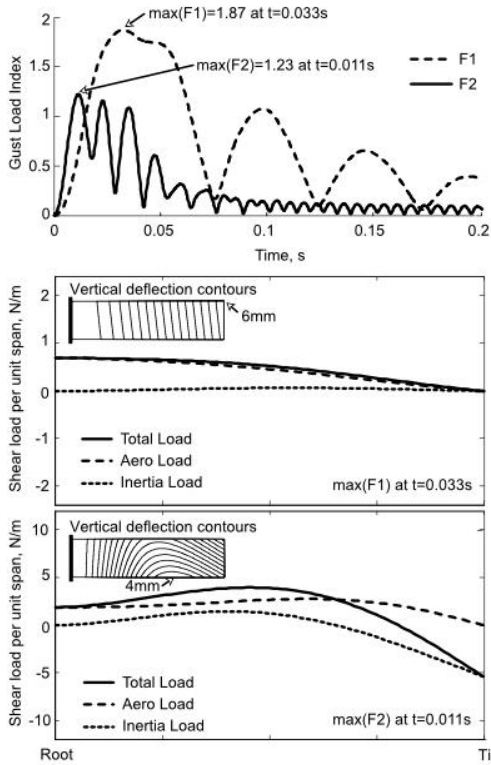 max(F1)=1.87 at t=0.033s
2
max(F2)=1.23 at t=0.011s
F1
F2
1.5
1
0.5
0
Gust Load Index
0 0.05 0.1 0.15 0.2
Time, s
Vertical deflection contours
6mm
2
1
0
-1
-2
Shear load per unit span, N/m
Total Load
Aero Load
Inertia Load
max(F1) at t=0.033s
Vertical deflection contours
4mm
10
5
0
-5
-10
Shear load per unit span, N/m
Total Load
Aero Load
Inertia Load
max(F2) at t=0.011s
Root Ti